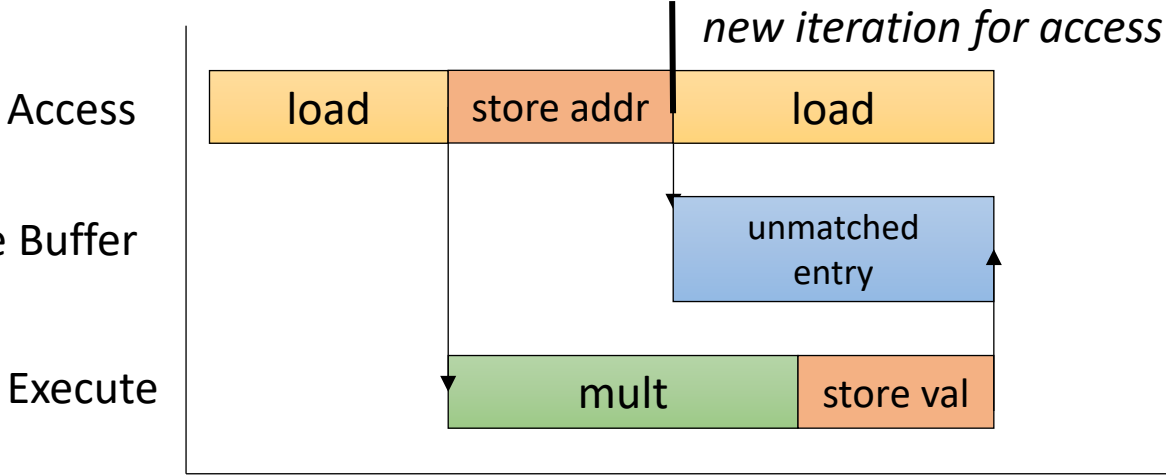 new iteration for access
Access
load
store addr
load
e Buffer
unmatched
entry
Execute
mult
store val